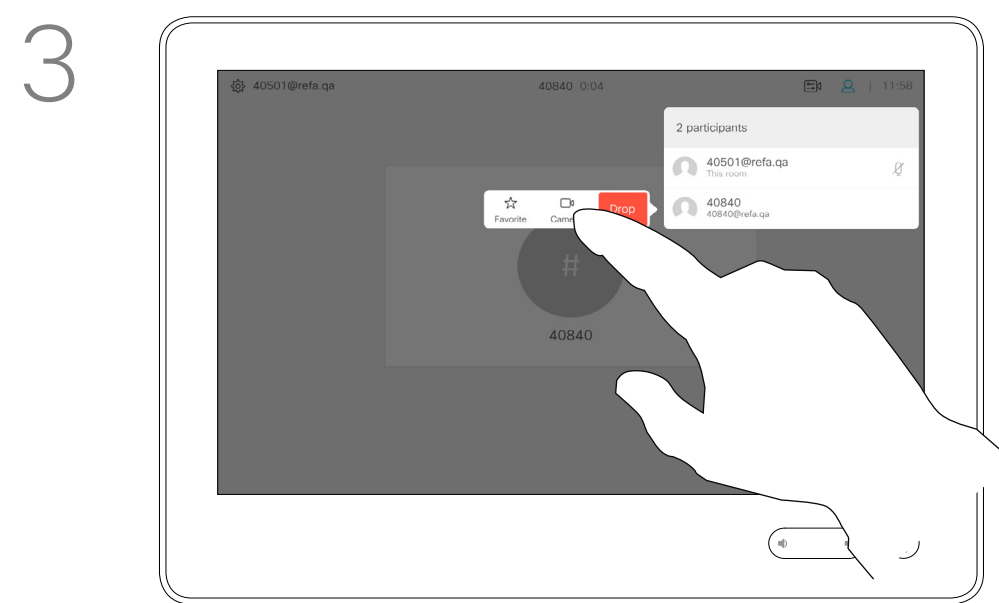 3
40501@refa.qa
40840 0:04
| 11:58
2 participants
40501@refa.qa
This room
40840
40840@refa.qa
Favorite
Drop
#
40840